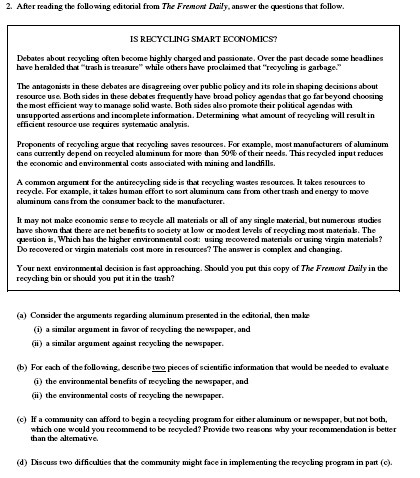 2. After reading the following editorial from The Fremont Daily, answer the questions that follow.
IS RECYCLING SMART ECONOMICS?
Debates about recycling often become highly charged and passionate. Over the past decade some headlines
have heralded that "trash is treasure" while others have proclaimed that "recycling is garbage."
The antagonists in these debates are disagreeing over public policy and its role in shaping decisions about
resource use. Both sides in these debates frequently have broad policy agendas that go far beyond choosing
the most efficient way to manage solid waste. Both sides also promote their political agendas with
unsupported assertions and incomplete information. Determining what amount of recycling will result in
efficient resource use requires systematic analysis.
Proponents of recycling argue that recycling saves resources. For example, most manufacturers of aluminum
cans currently depend on recycled aluminum for more than 50% of their needs. This recycled input reduces
the economic and environmental costs associated with mining and landfills.
A common argument for the antirecycling side is that recycling wastes resources. It takes resources to
recycle. For example, it takes human effort to sort aluminum cans from other trash and energy to move
aluminum cans from the consumer back to the manufacturer.
It may not make economic sense to recycle all materials or all of any single material, but numerous studies
have shown that there are net benefits to society at low or modest levels of recycling most materials. The
question is, Which has the higher environmental cost: using recovered materials or using virgin materials?
Do recovered or virgin materials cost more in resources? The answer is complex and changing.
Your next environmental decision is fast approaching. Should you put this copy of The Fremont Daily in the
recycling bin or should you put it in the trash?
(a) Consider the arguments regarding aluminum presented in the editorial, then make
(i) a similar argument in favor of recycling the newspaper, and
(ii) a similar argument against recycling the newspaper.
(b) For each of the following, describe two pieces of scientific information that would be needed to evaluate
(i) the environmental benefits of recycling the newspaper, and
(ii) the environmental costs of recycling the newspaper.
(c) If a community can afford to begin a recycling program for either aluminum or newspaper, but not both,
which one would you recommend to be recycled? Provide two reasons why your recommendation is better
than the alternative.
(d) Discuss two difficulties that the community might face in implementing the recycling program in part (c).